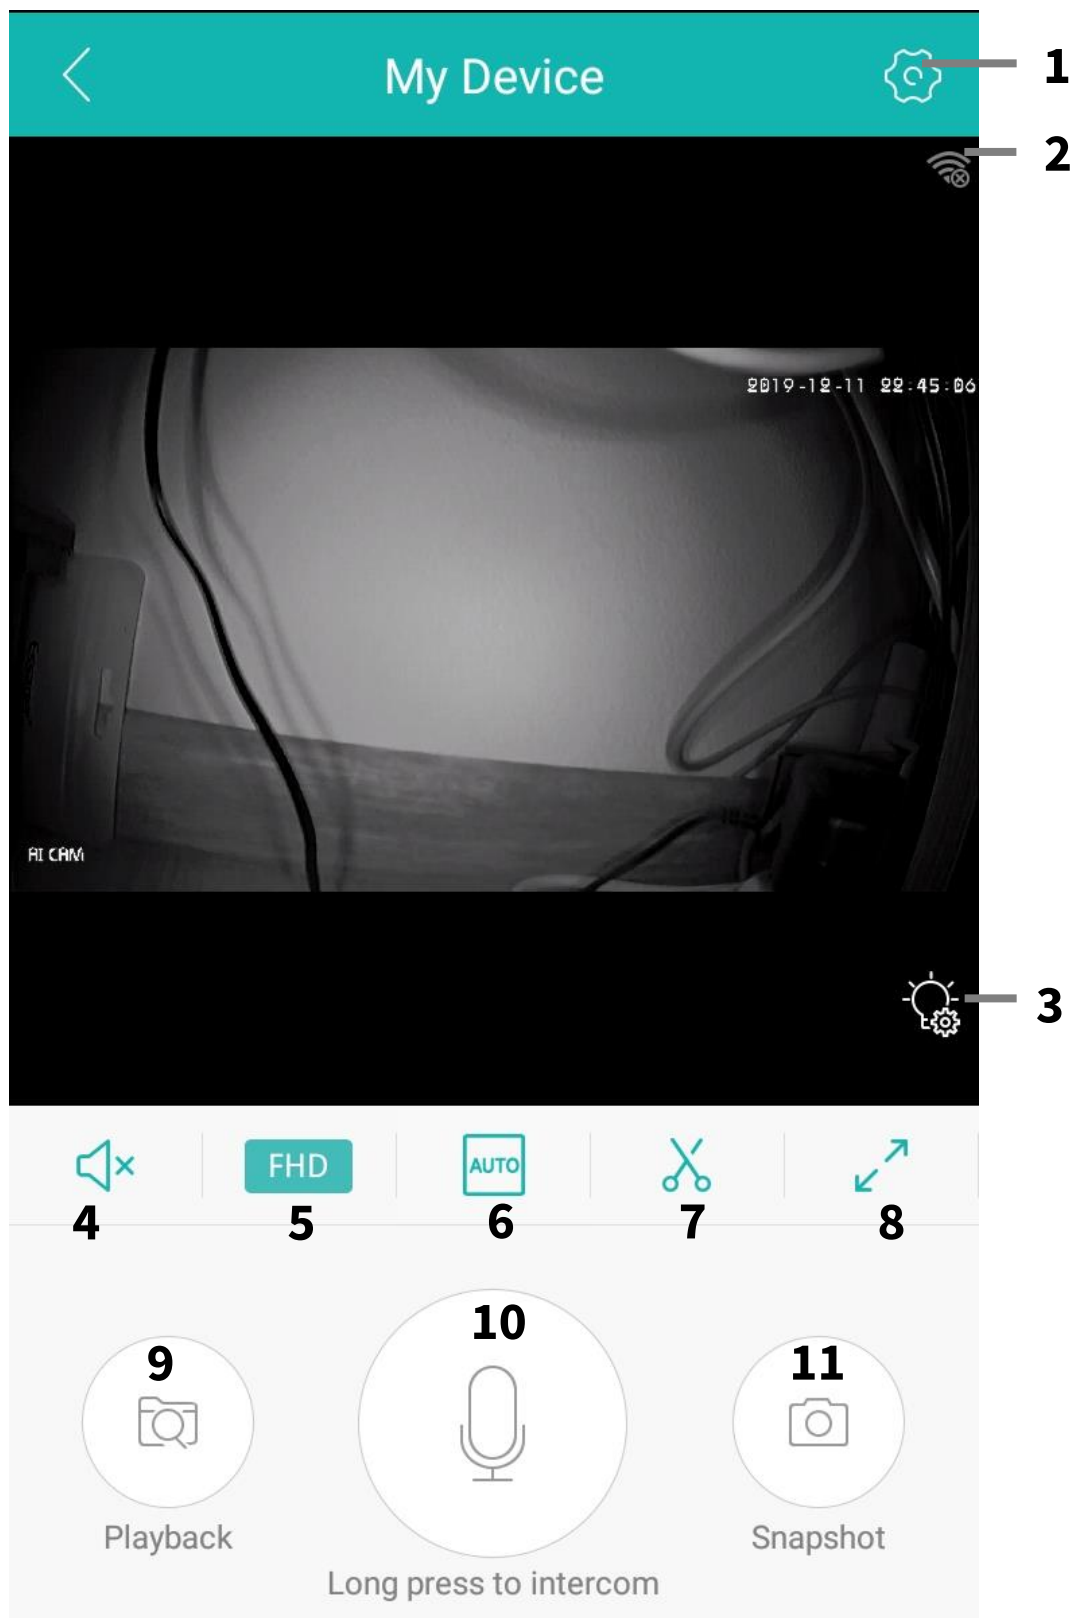 My Device
1
2
2019-12-11 22:45:06
AI CAM
3
FHD
AUTO
4
5
6
7
8
9
10
11
Playback
Snapshot
Long press to intercom